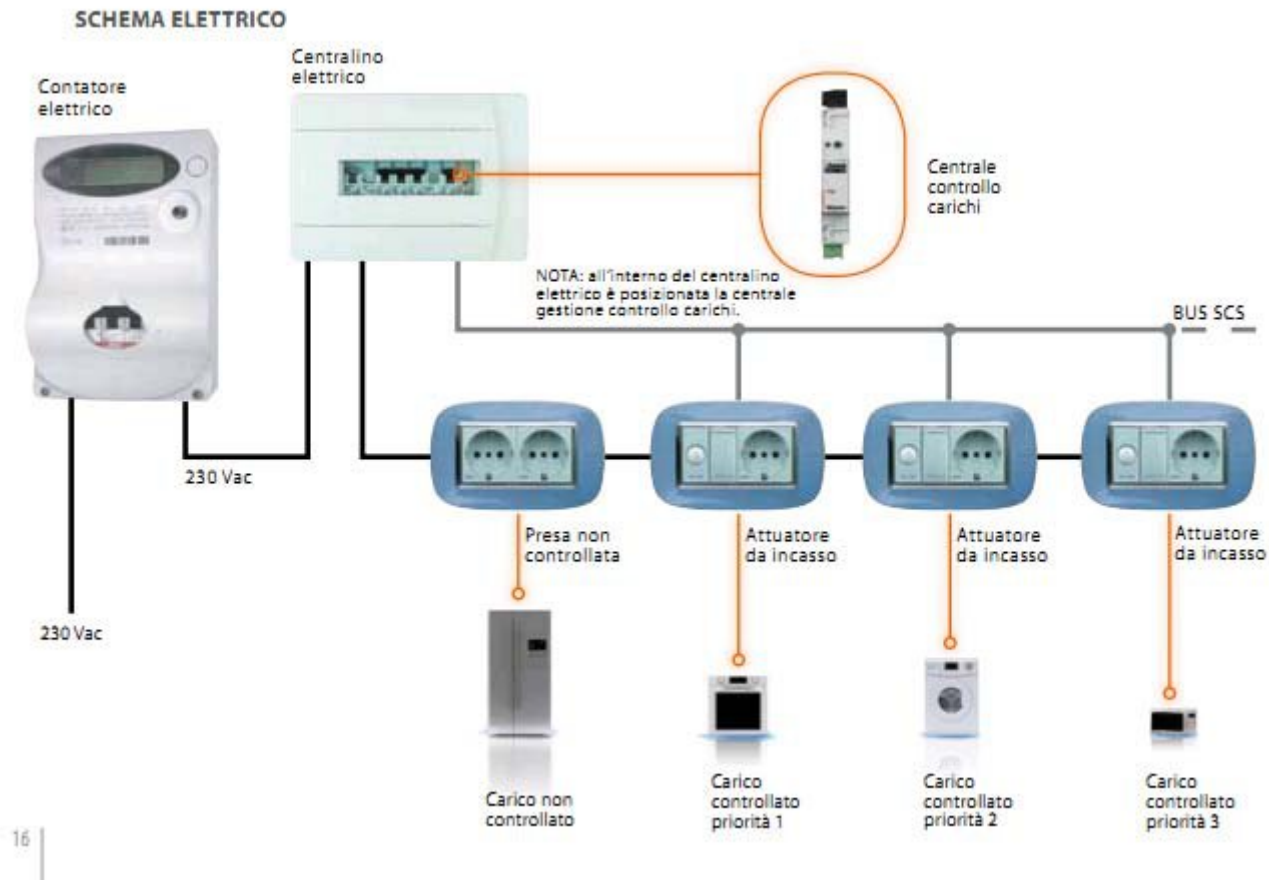 SCHEMA ELETTRICO
Centralino
elettrico
Contatore
elettrico
Centrale
controllo
carichi
NOTA: all'interno del centralino
elettrico è posizionata la centrale
gestione controllo carichi.
BUS SCS
230 Vac
Presa non
controllata
Attuatore
da incasso
Attuatore
da incasso
Attuatore
da incasso
230 Vac
Carico non
controllato
Carico
controllato
priorità 1
Carico
controllato
priorità 2
Carico
controllato
priorità 3
16